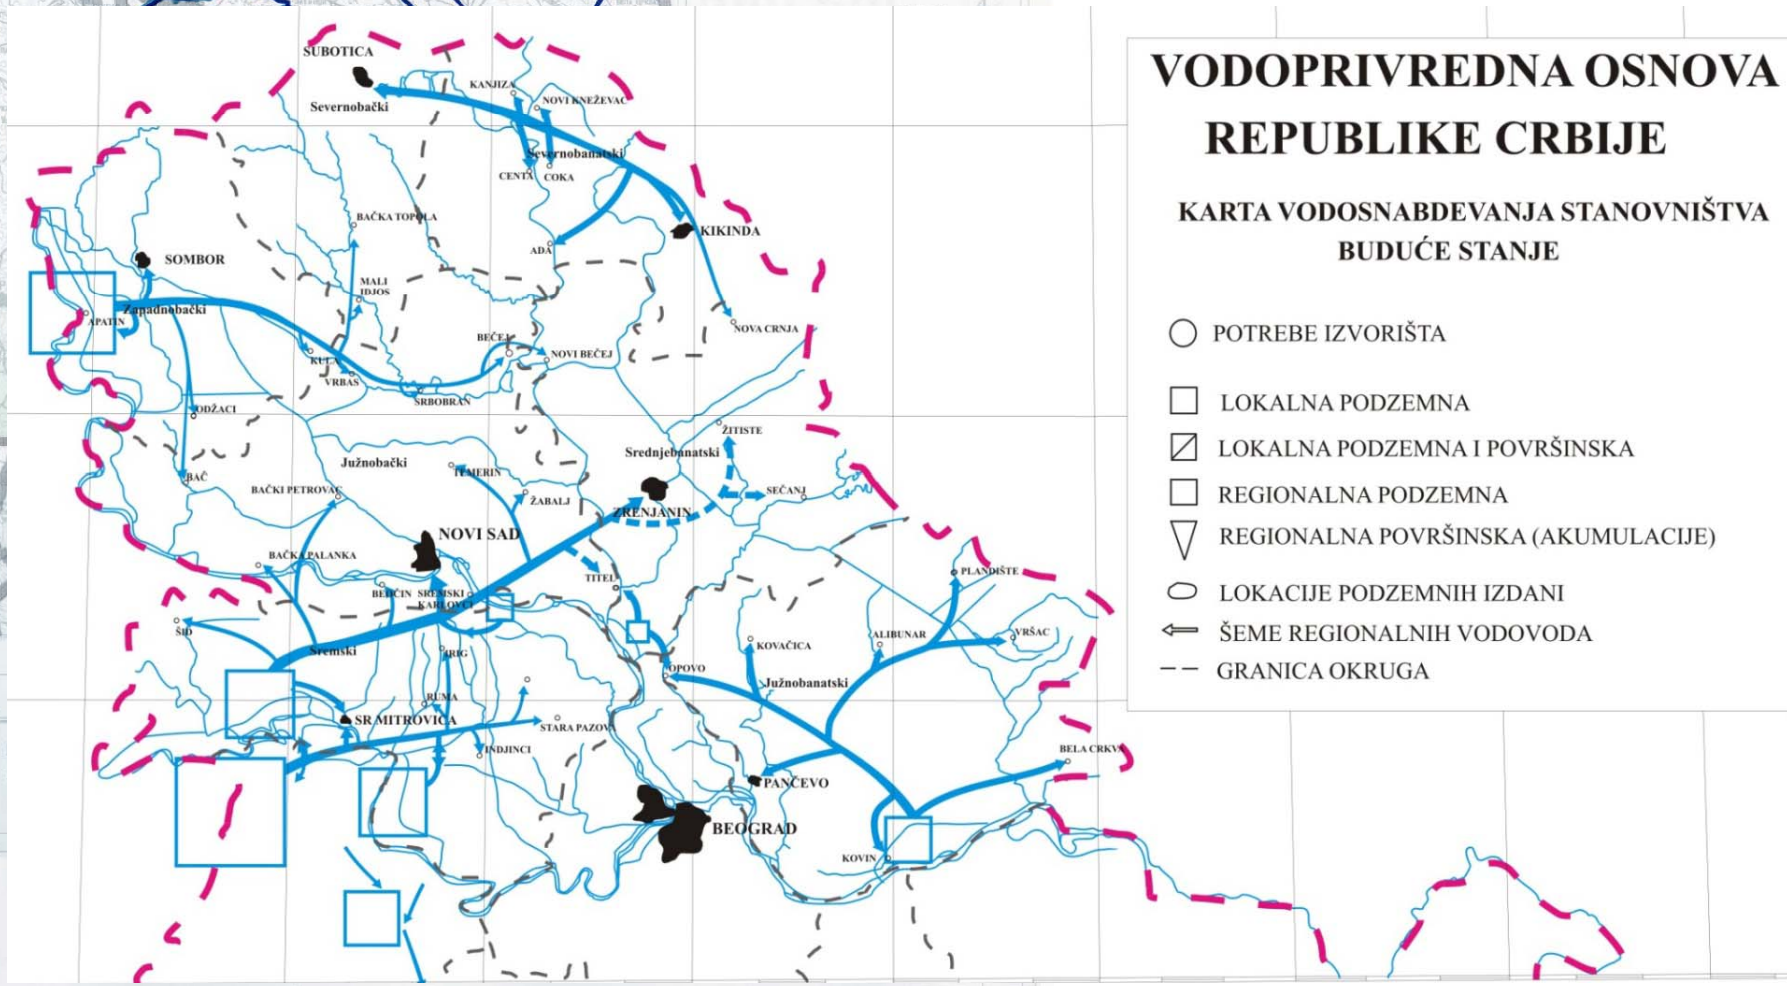 VODOPRIVREDNA OSNOVA
REPUBLIKE CRBIJE
KARTA VODOSNABDEVANJA STANOVNIŠTVA
BUDUĆE STANJE
POTREBE IZVORIŠTA
LOKALNA PODZEMNA
LOKALNA PODZEMNA I POVRŠINSKA
REGIONALNA PODZEMNA
REGIONALNA POVRŠINSKA (AKUMULACIJE)
LOKACIJE PODZEMNIH IZDANI
ŠEME REGIONALNIH VODOVODA
GRANICA OKRUGA
SUBOTICA
Severnobački
KANJIZA
NOVI KNEŽEVAC
Severnobanatski
CENTA
COKA
BAČKA TOPOLA
KIKINDA
ADA
SOMBOR
MALI
IDJOS
Zapadnobački
APATIN
NOVA CRNJA
BEČEJ
NOVI BEČEJ
KULA
VRBAS
SRBOBRAN
ODŽACI
ŽITISTE
Srednjebanatski
Južnobački
TEMERIN
BAČ
BAČKI PETROVAC
SEČANJ
ŽABALJ
ZRENJANIN
NOVI SAD
BAČKA PALANKA
PLANDIŠTE
TITEL
BEOČIN
SREMSKI
KARLOVCI
ŠID
VRŠAC
ALIBUNAR
KOVAČICA
Sremski
IRIG
OPOVO
Južnobanatski
RUMA
SR MITROVICA
STARA PAZOV
INDJINCI
BELA CRKVA
PANČEVO
BEOGRAD
KOVIN